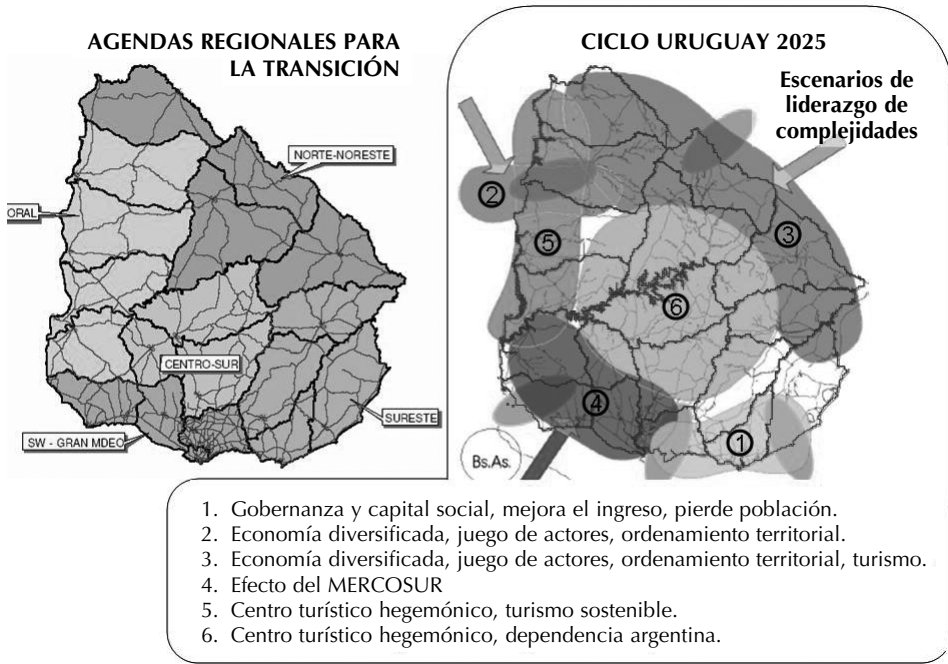 AGENDAS REGIONALES PARA
LA TRANSICIÓN
NORTE-NORESTE
ORAL
CENTRO-SUR
SURESTE
SW - GRAN MDEO
CICLO URUGUAY 2025
Escenarios de
liderazgo de
complejidades
2
3
5
6
4
1
Bs.As.
1. Gobernanza y capital social, mejora el ingreso, pierde población.
2. Economía diversificada, juego de actores, ordenamiento territorial.
3. Economía diversificada, juego de actores, ordenamiento territorial, turismo.
4. Efecto del MERCOSUR
5. Centro turístico hegemónico, turismo sostenible.
6. Centro turístico hegemónico, dependencia argentina.